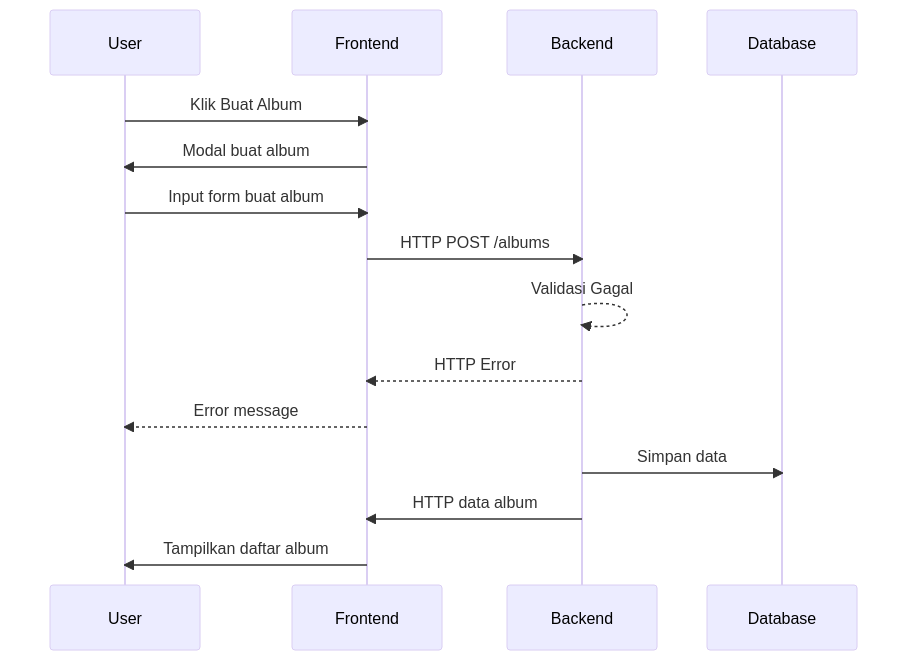 User
Frontend
Backend
Database
Klik Buat Album
Modal buat album
Input form buat album
HTTP POST /albums
Validasi Gagal
HTTP Error
Error message
Simpan data
HTTP data album
Tampilkan daftar album
User
Frontend
Backend
Database